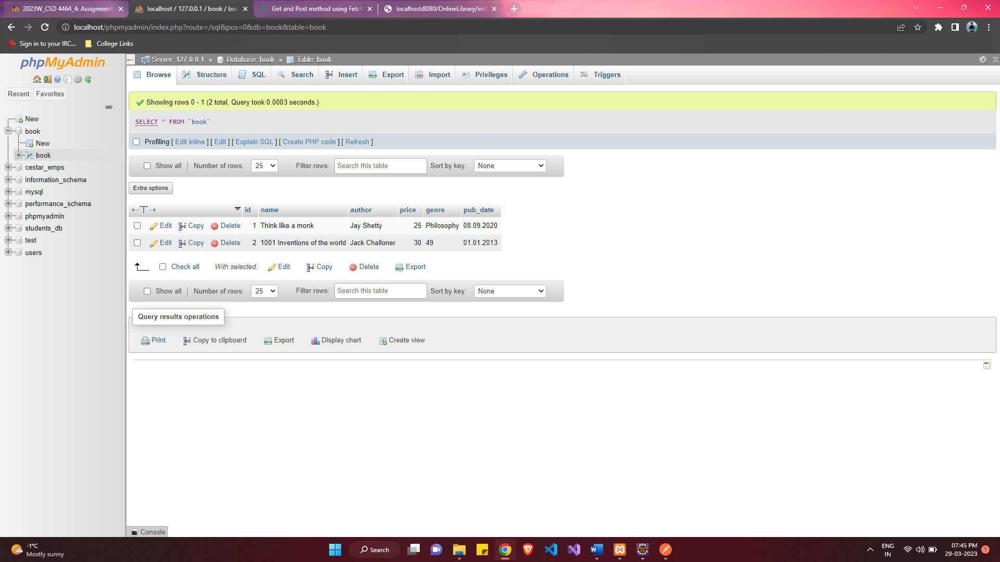 2023W_CSD 4464_4: Assignment
localhost / 127.0.0.1 / book / boo
Get and Post method using Fetch
localhost:8080/OnlineLibrary/ind
localhost/phpmyadmin/index.php?route=/sql&pos=0&db=book&table=book
Sign in to your IRC...
College Links
phpMyAdmin
Recent
Favorites
New
book
New
book
cestar_emps
information_schema
mysql
performance_schema
phpmyadmin
students_db
test
users
Server: 127.0.0.1 » Database: book » Table: book
Browse Structure SQL Search Insert Export Import Privileges Operations Triggers
Showing rows 0 - 1 (2 total, Query took 0.0003 seconds.)
SELECT * FROM `book`
Profiling [ Edit inline ] [ Edit ] [ Explain SQL ] [ Create PHP code ] [ Refresh ]
Show all | Number of rows: 25 Filter rows: Search this table Sort by key: None
Extra options
id name author price genre pub_date
Edit Copy Delete 1 Think like a monk Jay Shetty 25 Philosophy 08.09.2020
Edit Copy Delete 2 1001 Inventions of the world Jack Challoner 30 49 01.01.2013
Check all With selected: Edit Copy Delete Export
Show all | Number of rows: 25 Filter rows: Search this table Sort by key: None
Query results operations
Print Copy to clipboard Export Display chart Create view
Console
-1°C
Mostly sunny
Search
ENG
IN
07:45 PM
29-03-2023
1